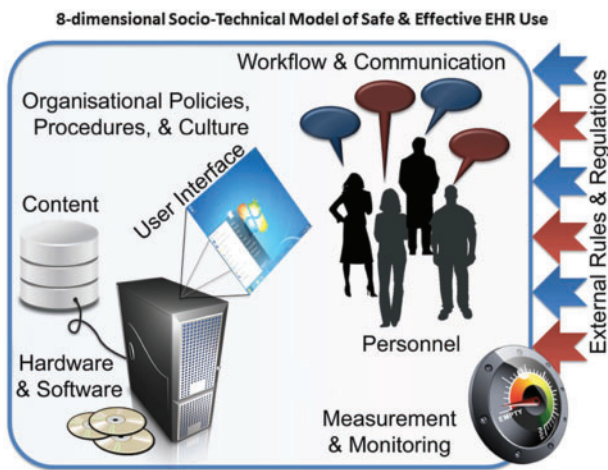 8-dimensional Socio-Technical Model of Safe & Effective EHR Use
Workflow & Communication
Organisational Policies,
Procedures, & Culture
User Interface
Content
External Rules & Regulations
Hardware
& Software
Personnel
Measurement
& Monitoring
EMPTY